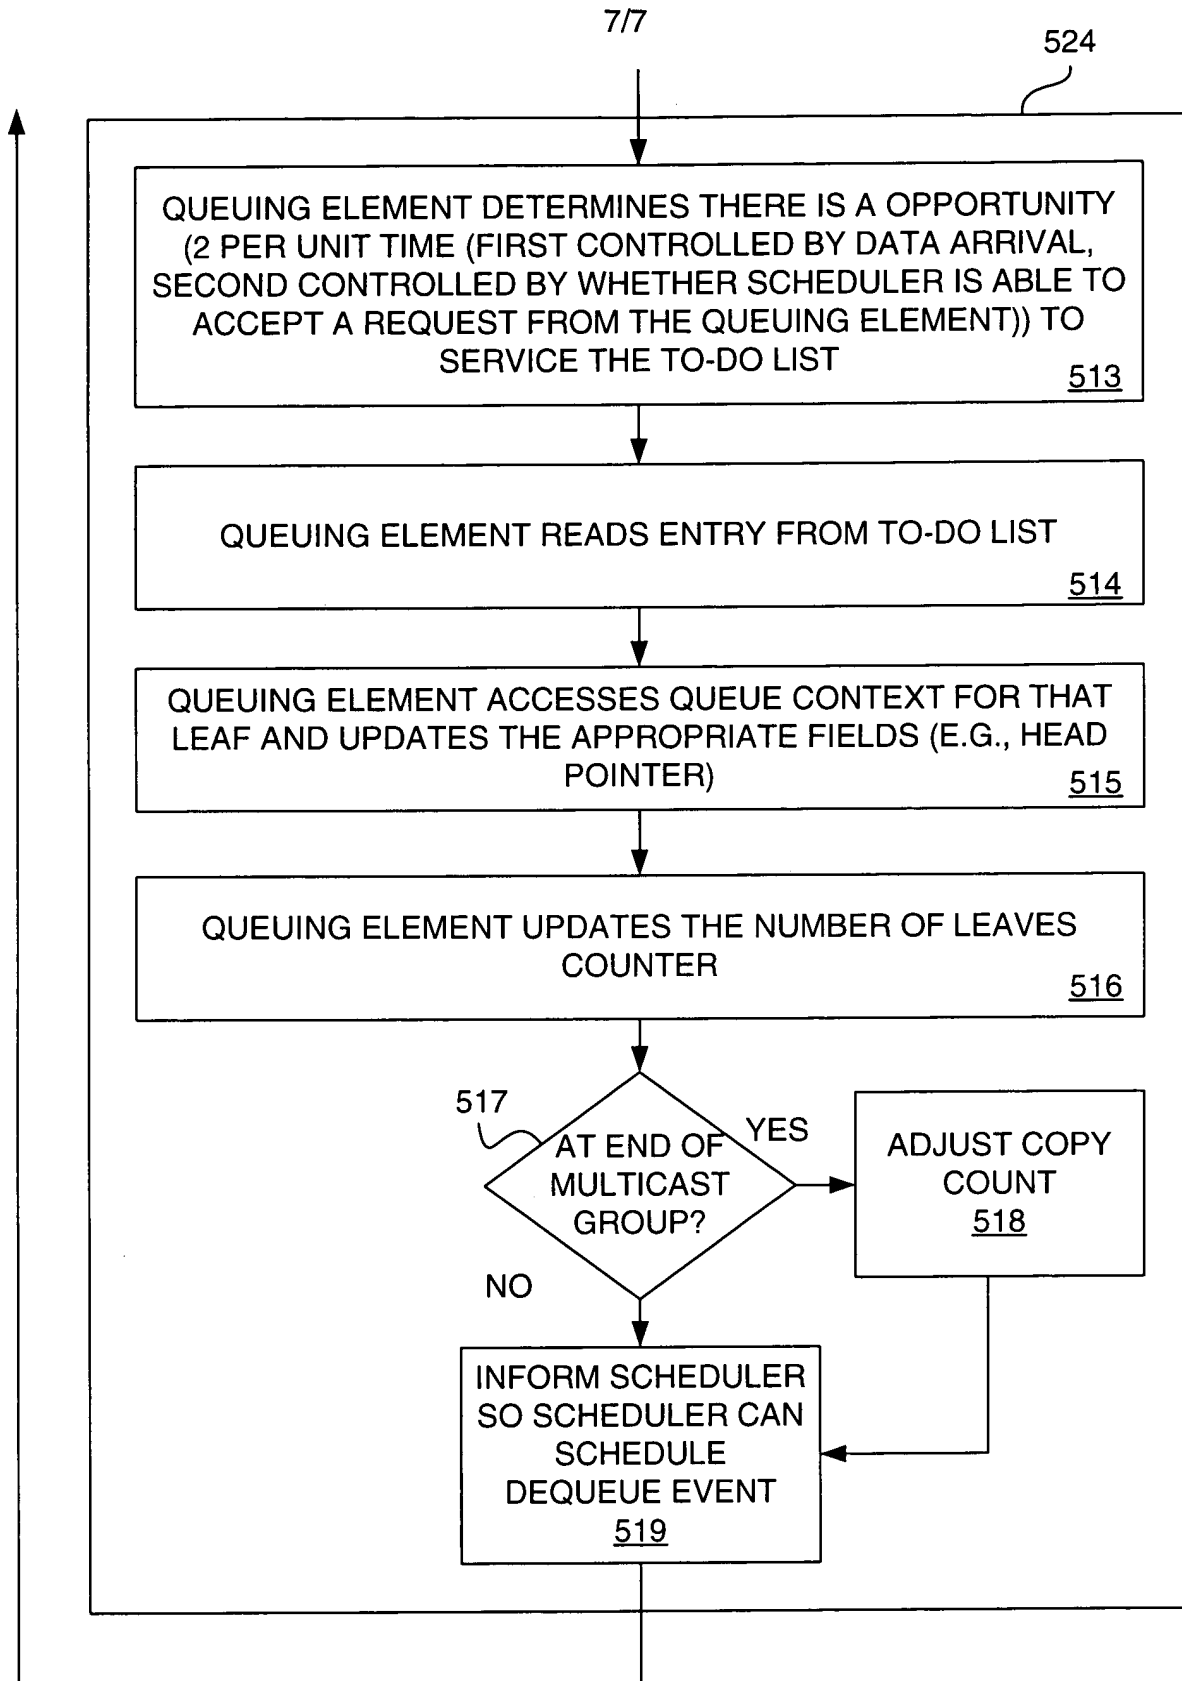 7/7
524
QUEUING ELEMENT DETERMINES THERE IS A OPPORTUNITY
(2 PER UNIT TIME (FIRST CONTROLLED BY DATA ARRIVAL,
SECOND CONTROLLED BY WHETHER SCHEDULER IS ABLE TO
ACCEPT A REQUEST FROM THE QUEUING ELEMENT)) TO
SERVICE THE TO-DO LIST
513
QUEUING ELEMENT READS ENTRY FROM TO-DO LIST
514
QUEUING ELEMENT ACCESSES QUEUE CONTEXT FOR THAT
LEAF AND UPDATES THE APPROPRIATE FIELDS (E.G., HEAD
POINTER)
515
QUEUING ELEMENT UPDATES THE NUMBER OF LEAVES
COUNTER
516
517
AT END OF
MULTICAST
GROUP?
YES
ADJUST COPY
COUNT
518
NO
INFORM SCHEDULER
SO SCHEDULER CAN
SCHEDULE
DEQUEUE EVENT
519